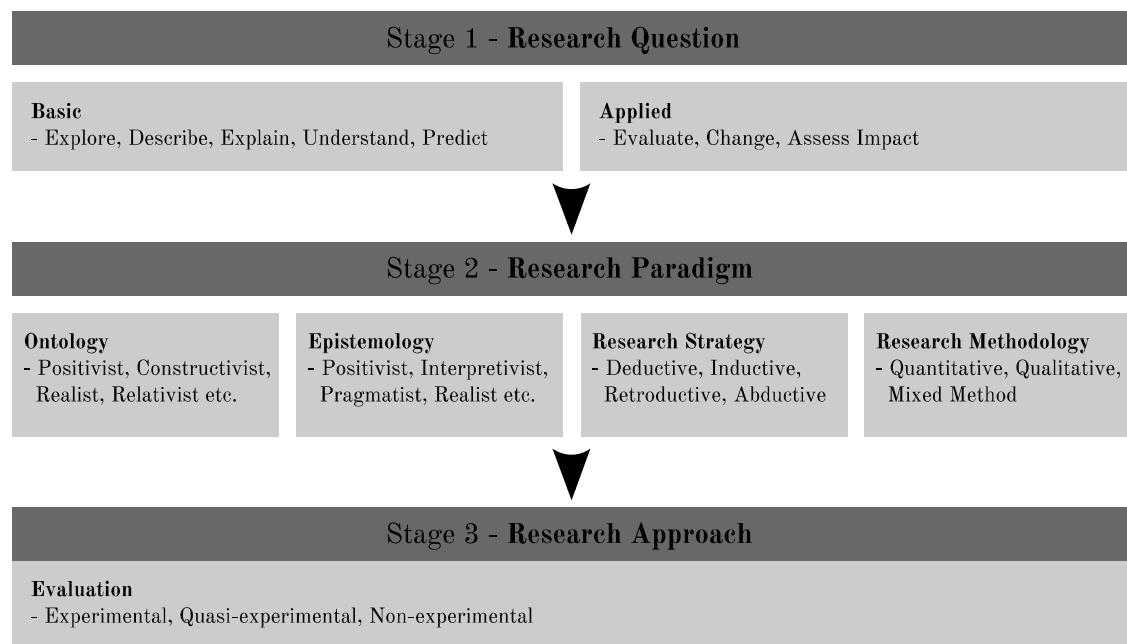 Stage 1 - Research Question
Basic
- Explore, Describe, Explain, Understand, Predict
Applied
- Evaluate, Change, Assess Impact
Stage 2 - Research Paradigm
Ontology
- Positivist, Constructivist,
Realist, Relativist etc.
Epistemology
- Positivist, Interpretivist,
Pragmatist, Realist etc.
Research Strategy
- Deductive, Inductive,
Retroductive, Abductive
Research Methodology
- Quantitative, Qualitative,
Mixed Method
Stage 3 - Research Approach
Evaluation
- Experimental, Quasi-experimental, Non-experimental